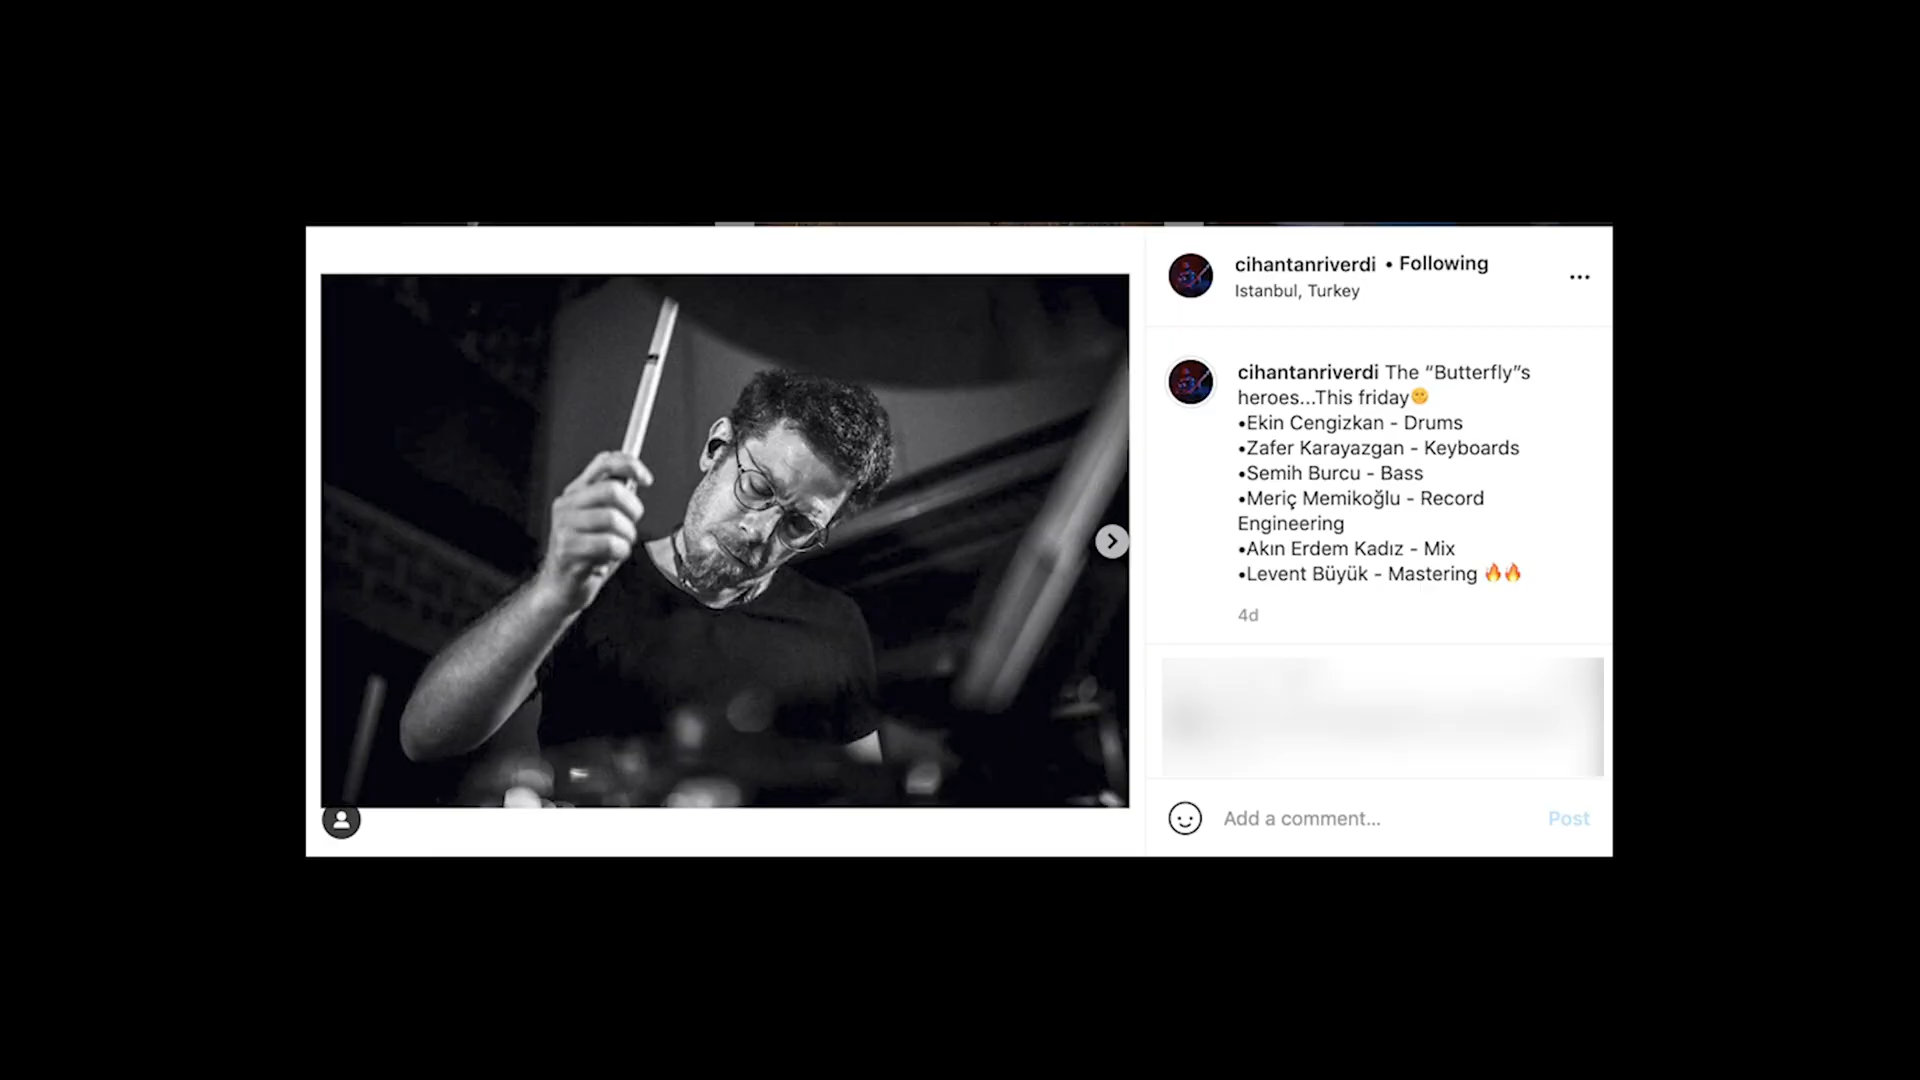 cihantanriverdi • Following
Istanbul, Turkey
cihantanriverdi The “Butterfly”s
heroes...This friday
•Ekin Cengizkan - Drums
•Zafer Karayazgan - Keyboards
•Semih Burcu - Bass
•Meriç Memikoğlu - Record
Engineering
•Akın Erdem Kadız - Mix
•Levent Büyük - Mastering 🔥🔥
4d
Add a comment...
Post